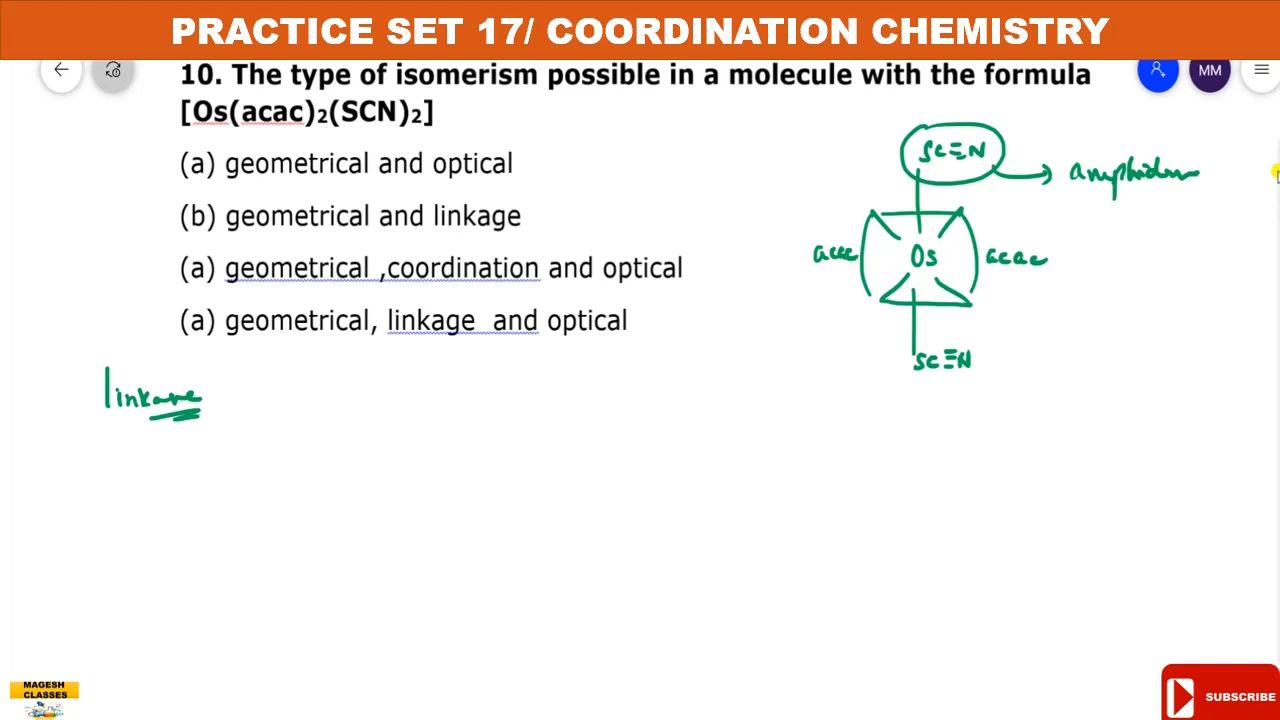 PRACTICE SET 17/ COORDINATION CHEMISTRY
10. The type of isomerism possible in a molecule with the formula
MM
[Os(acac)₂(SCN)₂]
(a) geometrical and optical
(b) geometrical and linkage
(a) geometrical ,coordination and optical
(a) geometrical, linkage and optical
SC≡N
acac Os acac
SC≡N
MAGESH
CLASSES
SUBSCRIBE